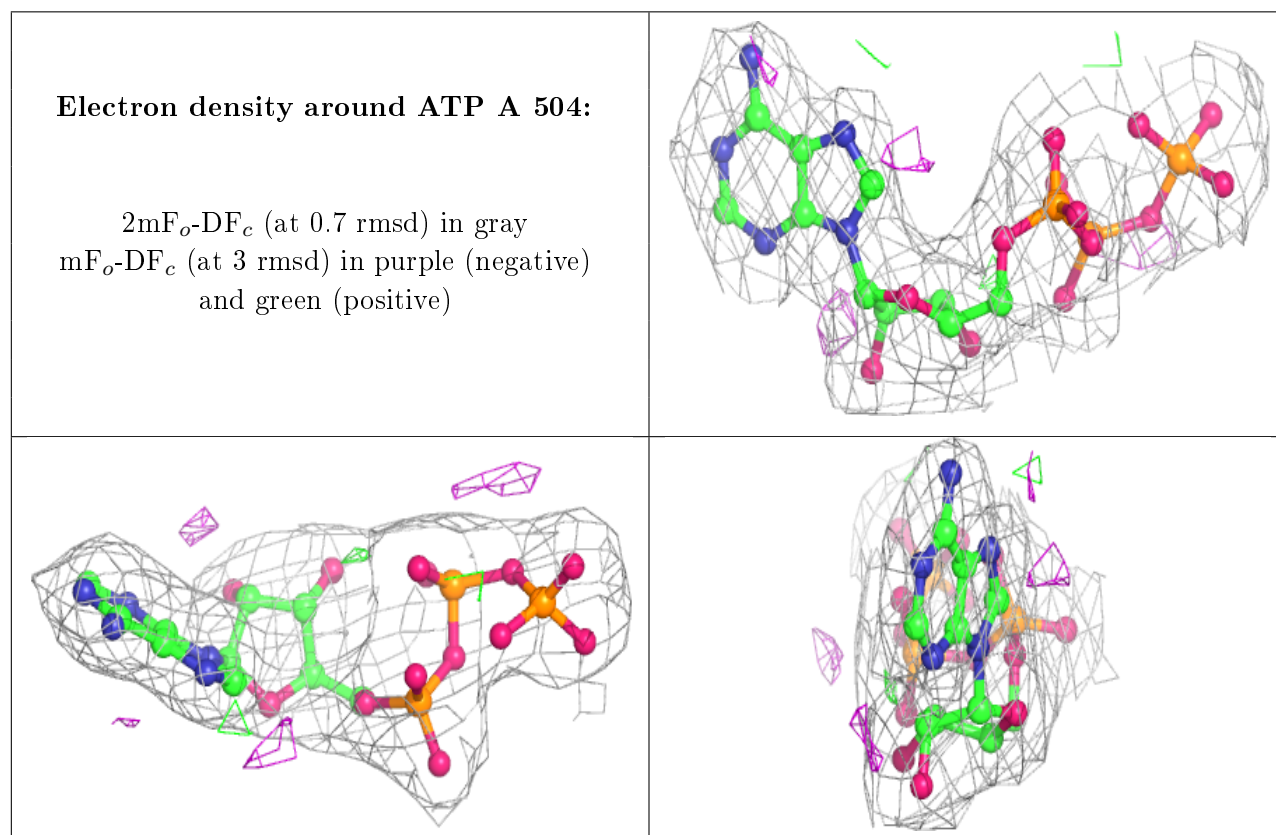 Electron density around ATP A 504:
2mFₒ-DF𝒸 (at 0.7 rmsd) in gray
mFₒ-DF𝒸 (at 3 rmsd) in purple (negative)
and green (positive)